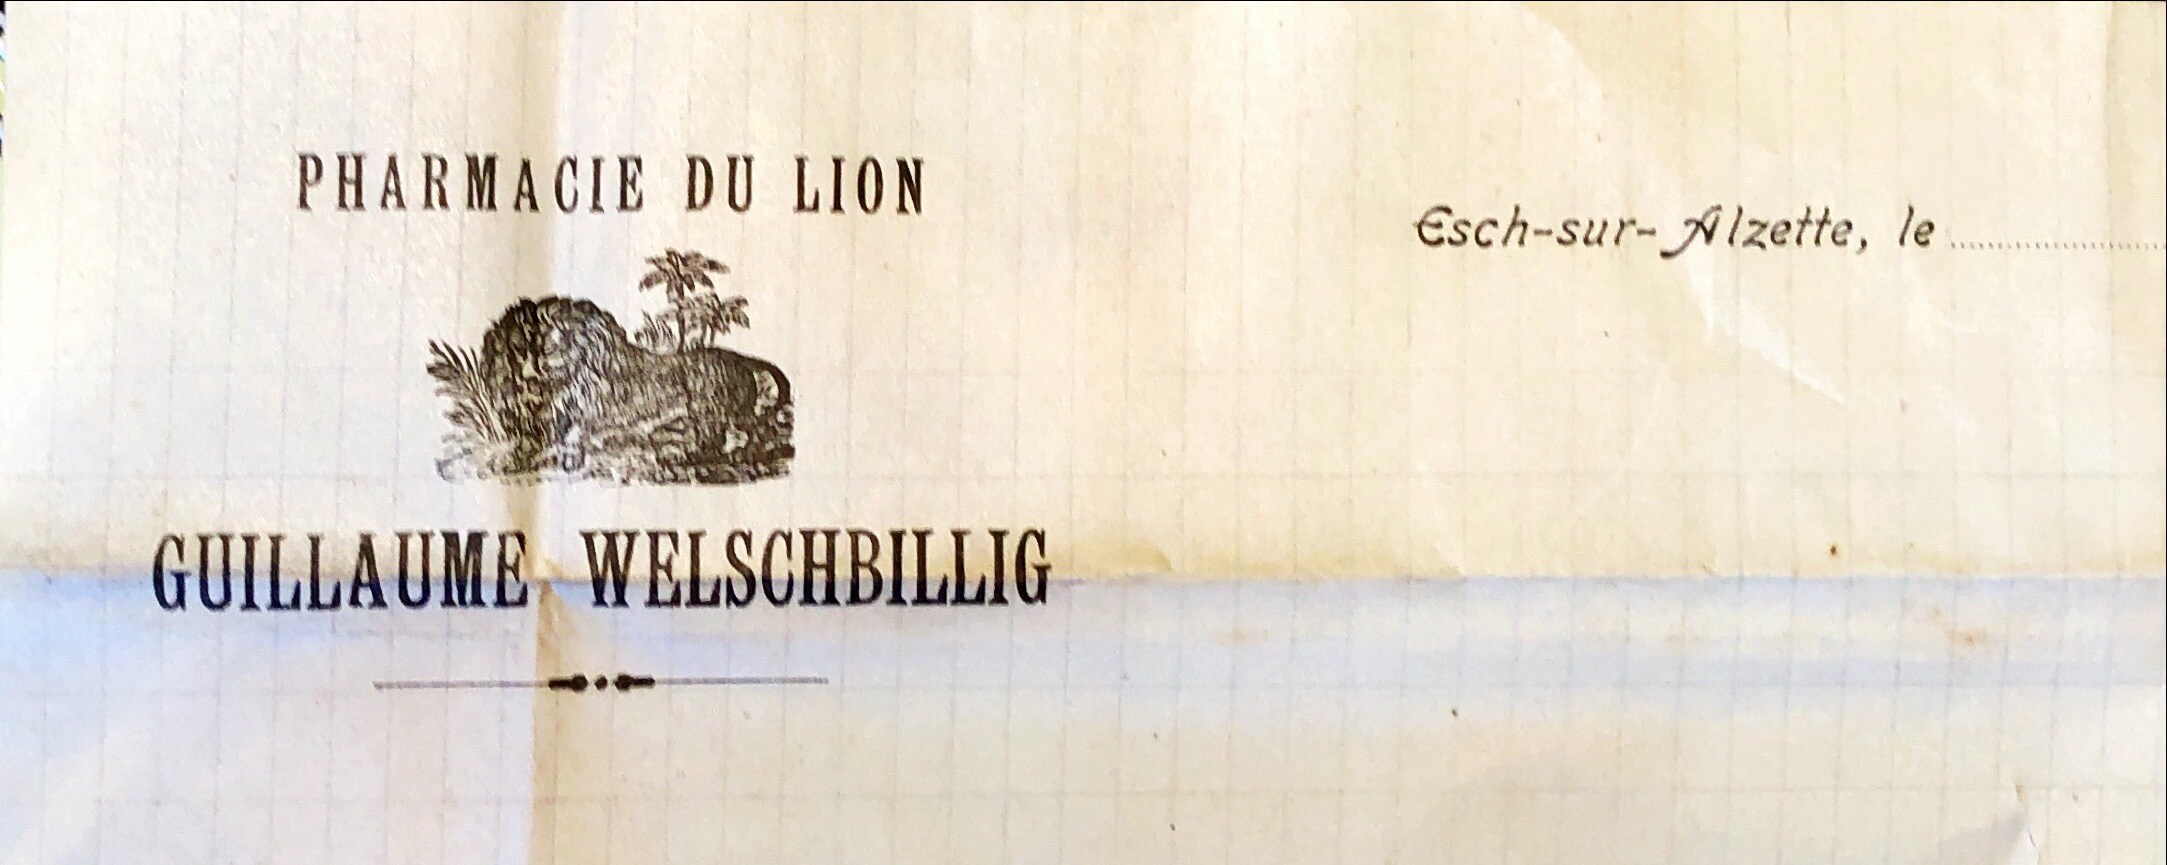 PHARMACIE DU LION
Esch-sur-Alzette, le
GUILLAUME WELSCHBILLIG